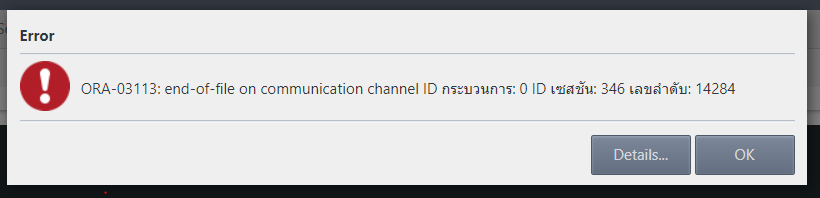 Error
ORA-03113: end-of-file on communication channel ID กระบวนการ: 0 ID เซสชัน: 346 เลขลำดับ: 14284
Details... OK